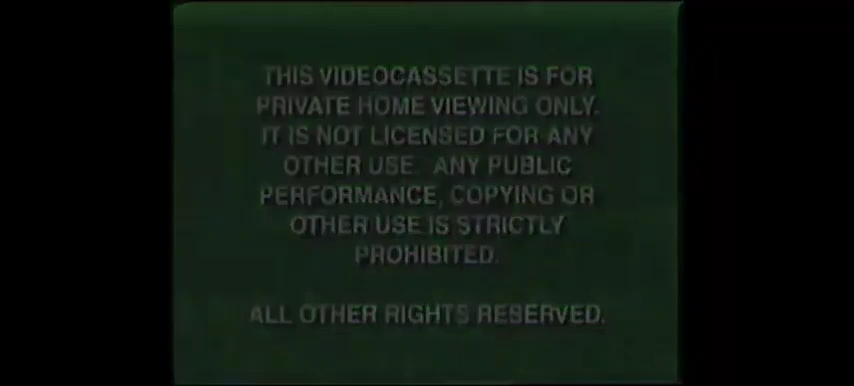 THIS VIDEOCASSETTE IS FOR
PRIVATE HOME VIEWING ONLY.
IT IS NOT LICENSED FOR ANY
OTHER USE. ANY PUBLIC
PERFORMANCE, COPYING OR
OTHER USE IS STRICTLY
PROHIBITED.
ALL OTHER RIGHTS RESERVED.